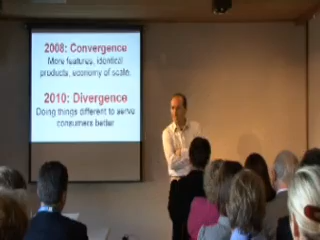 2008: Convergence
More features, identical
products, economy of scale.
2010: Divergence
Doing things different to serve
consumers better